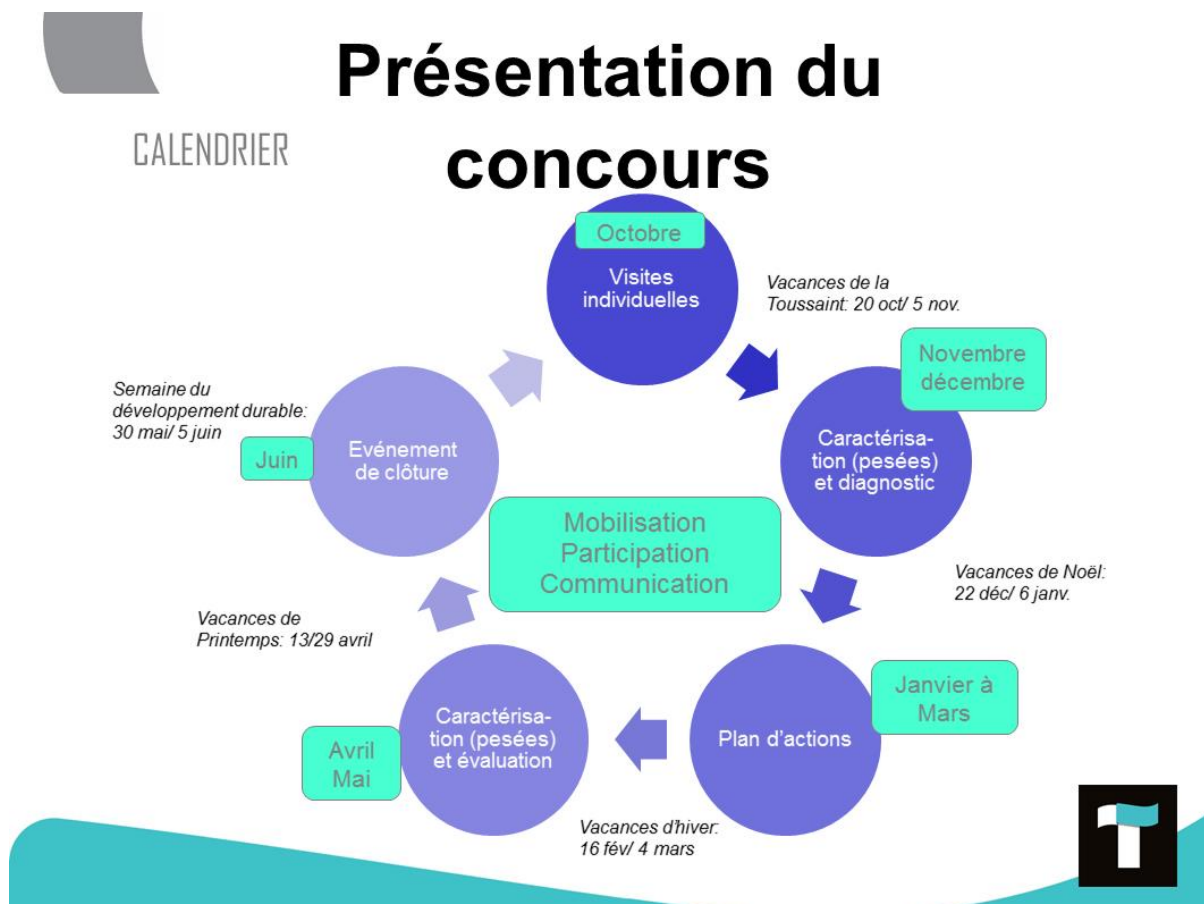 Présentation du
concours
CALENDRIER
Octobre
Visites
individuelles
Vacances de la
Toussaint: 20 oct/ 5 nov.
Novembre
décembre
Caractérisa-
tion (pesées)
et diagnostic
Vacances de Noël:
22 déc/ 6 janv.
Janvier à
Mars
Plan d'actions
Vacances d'hiver:
16 fév/ 4 mars
Caractérisa-
tion (pesées)
et évaluation
Avril
Mai
Vacances de
Printemps: 13/29 avril
Evénement
de clôture
Juin
Semaine du
développement durable:
30 mai/ 5 juin
Mobilisation
Participation
Communication
T